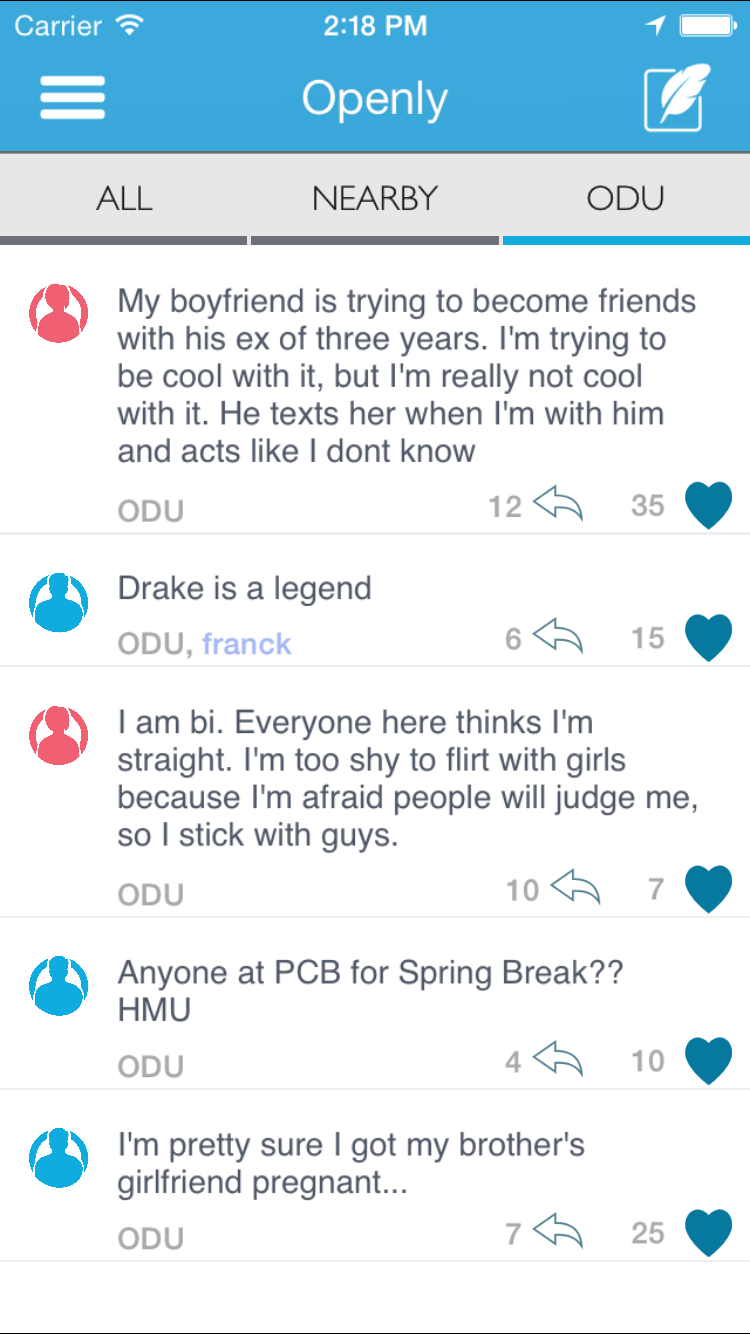 Carrier 2:18 PM
Openly
ALL NEARBY ODU
My boyfriend is trying to become friends
with his ex of three years. I'm trying to
be cool with it, but I'm really not cool
with it. He texts her when I'm with him
and acts like I dont know
ODU 12 35
Drake is a legend
ODU, franck 6 15
I am bi. Everyone here thinks I'm
straight. I'm too shy to flirt with girls
because I'm afraid people will judge me,
so I stick with guys.
ODU 10 7
Anyone at PCB for Spring Break??
HMU
ODU 4 10
I'm pretty sure I got my brother's
girlfriend pregnant...
ODU 7 25